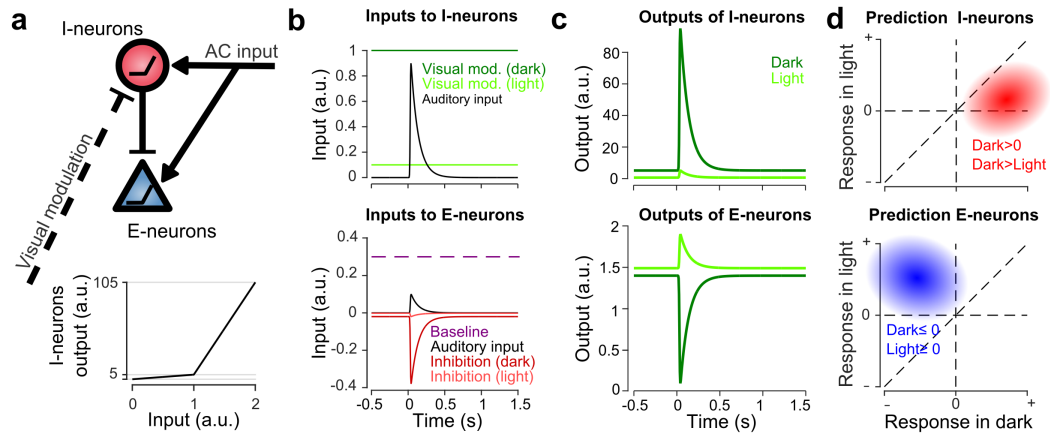 a
I-neurons
AC input
Visual modulation
E-neurons
I-neurons
output (a.u.)
105
5
0
1
2
Input (a.u.)
b
Inputs to I-neurons
Input (a.u.)
1
0.8
0.6
0.4
0.2
0
Visual mod. (dark)
Visual mod. (light)
Auditory input
Inputs to E-neurons
Input (a.u.)
0.4
0.2
0
-0.2
-0.4
Baseline
Auditory input
Inhibition (dark)
Inhibition (light)
-0.5
0
0.5
1
1.5
Time (s)
c
Outputs of I-neurons
Output (a.u.)
80
60
40
20
0
Dark
Light
Outputs of E-neurons
Output (a.u.)
2
1.5
1
0.5
0
-0.5
0
0.5
1
1.5
Time (s)
d
Prediction I-neurons
Response in light
+
0
-
Dark>0
Dark>Light
Prediction E-neurons
Response in light
+
0
-
Dark≤ 0
Light≥ 0
-
0
+
Response in dark